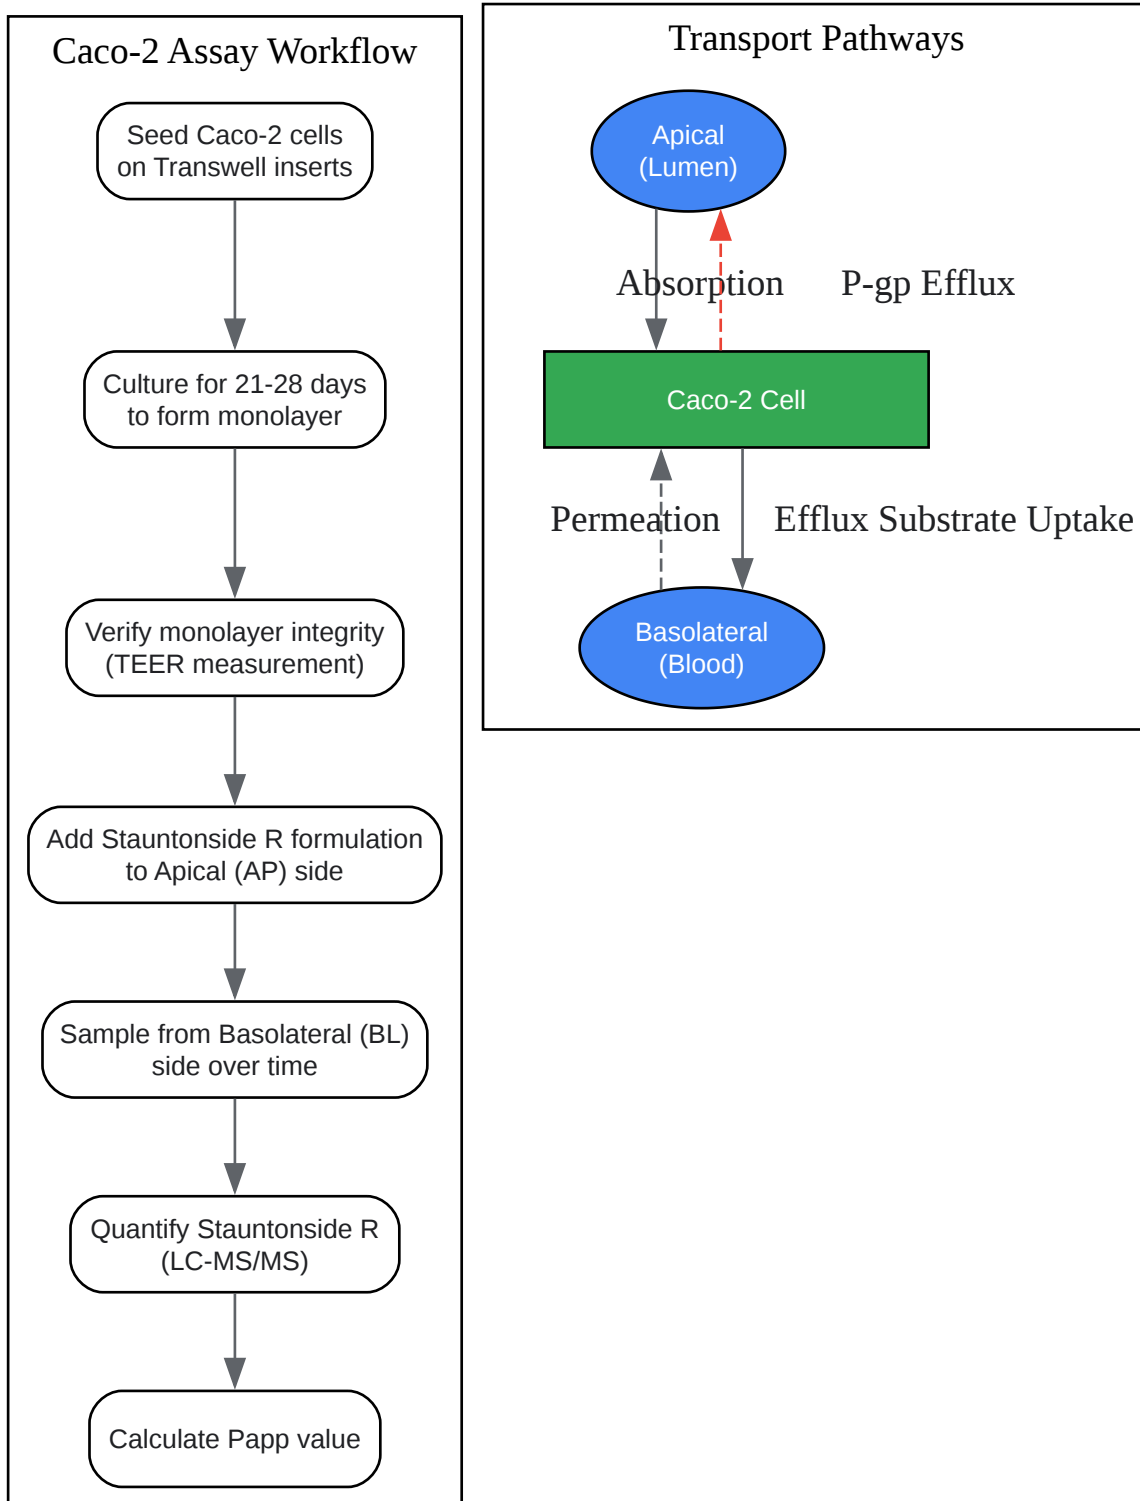 Caco-2 Assay Workflow
Seed Caco-2 cells
on Transwell inserts
Culture for 21-28 days
to form monolayer
Verify monolayer integrity
(TEER measurement)
Add Stauntonside R formulation
to Apical (AP) side
Sample from Basolateral (BL)
side over time
Quantify Stauntonside R
(LC-MS/MS)
Calculate Papp value
Transport Pathways
Apical
(Lumen)
Absorption
P-gp Efflux
Caco-2 Cell
Permeation
Efflux Substrate Uptake
Basolateral
(Blood)